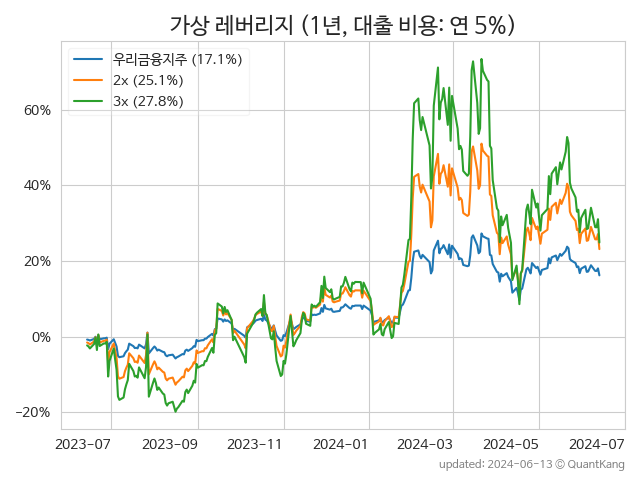 가상 레버리지 (1년, 대출 비용: 연 5%)
우리금융지주 (17.1%)
2x (25.1%)
3x (27.8%)
60%
40%
20%
0%
−20%
2023-07 2023-09 2023-11 2024-01 2024-03 2024-05 2024-07
updated: 2024-06-13 © QuantKang